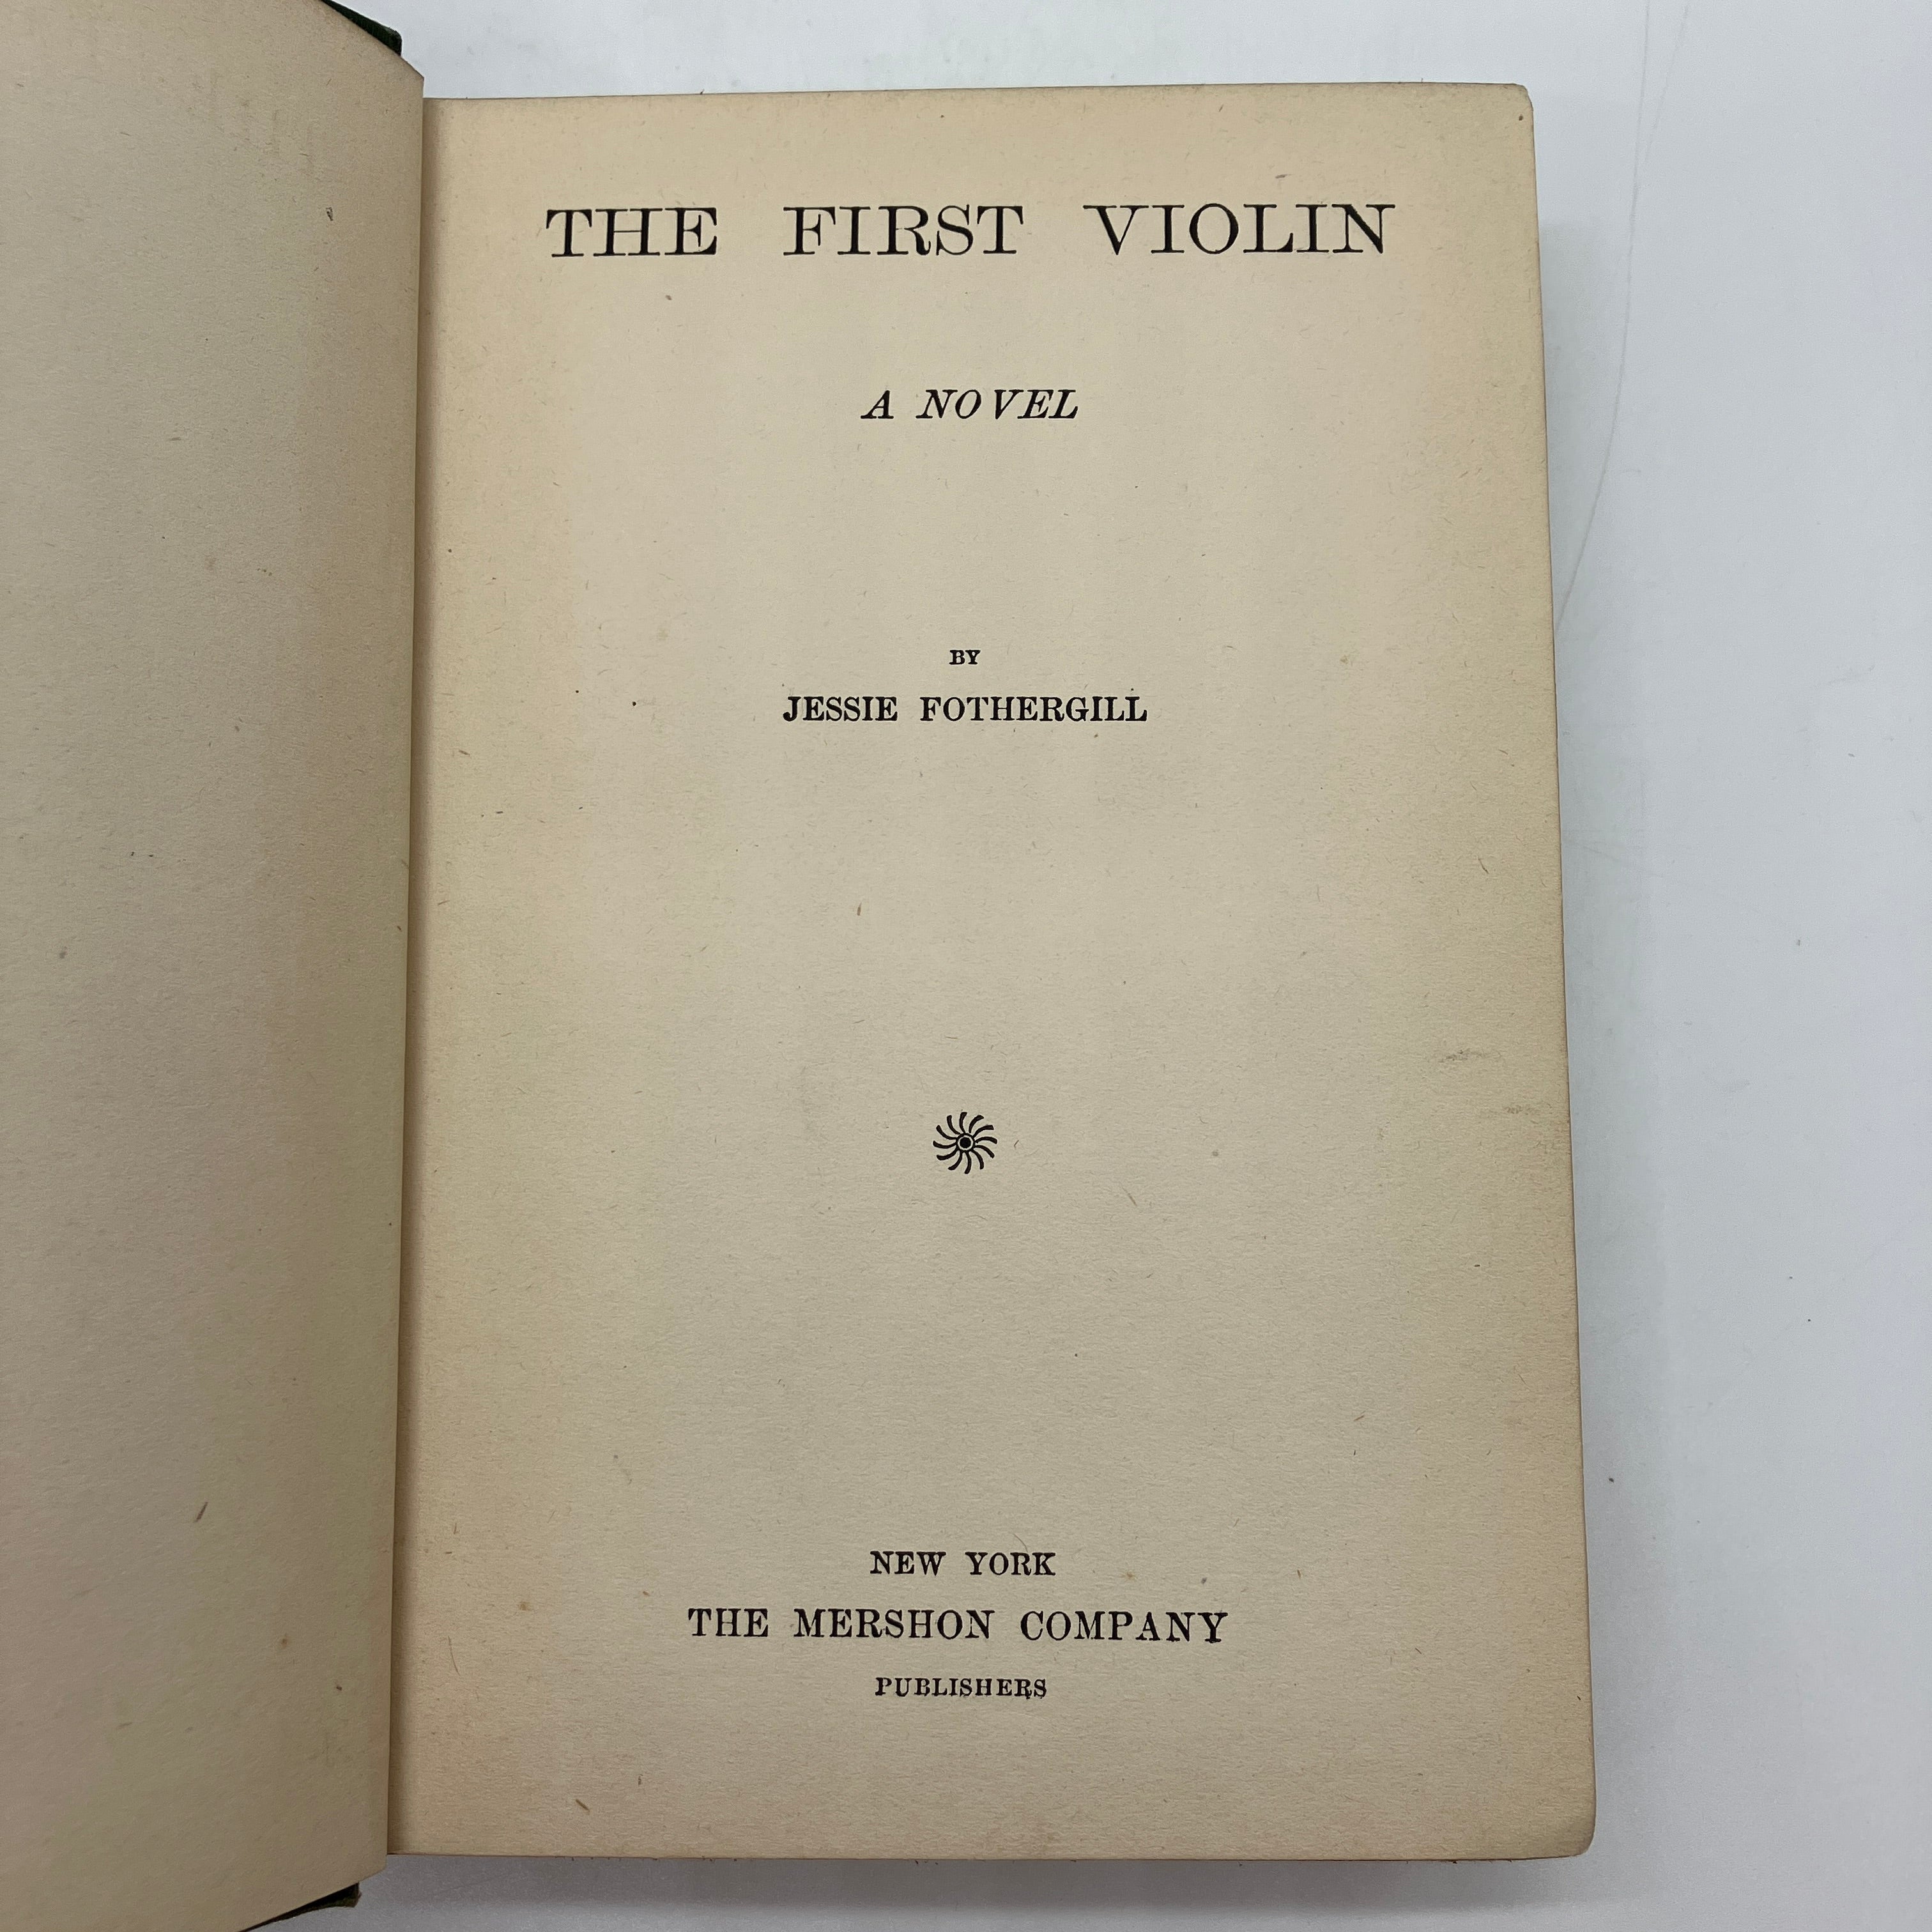 THE FIRST VIOLIN
A NOVEL
BY
JESSIE FOTHERGILL
NEW YORK
THE MERSHON COMPANY
PUBLISHERS